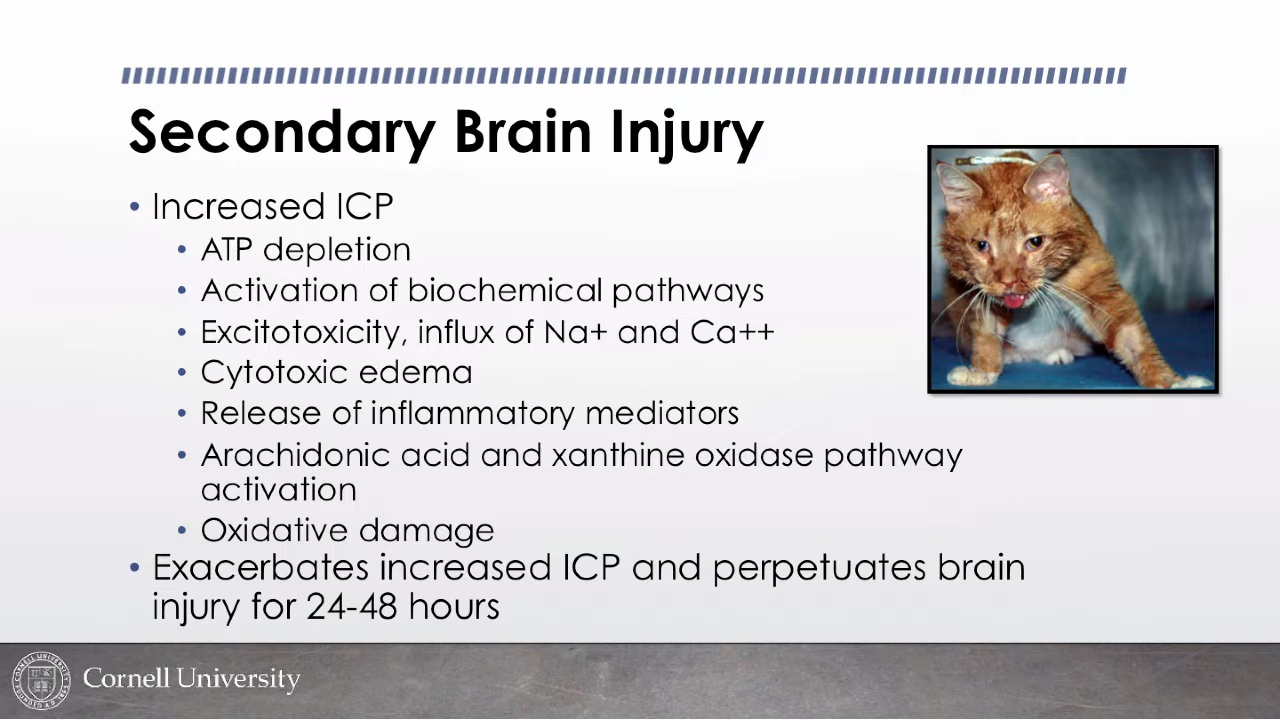 Secondary Brain Injury
• Increased ICP
• ATP depletion
• Activation of biochemical pathways
• Excitotoxicity, influx of Na+ and Ca++
• Cytotoxic edema
• Release of inflammatory mediators
• Arachidonic acid and xanthine oxidase pathway
activation
• Oxidative damage
• Exacerbates increased ICP and perpetuates brain
injury for 24-48 hours
Cornell University